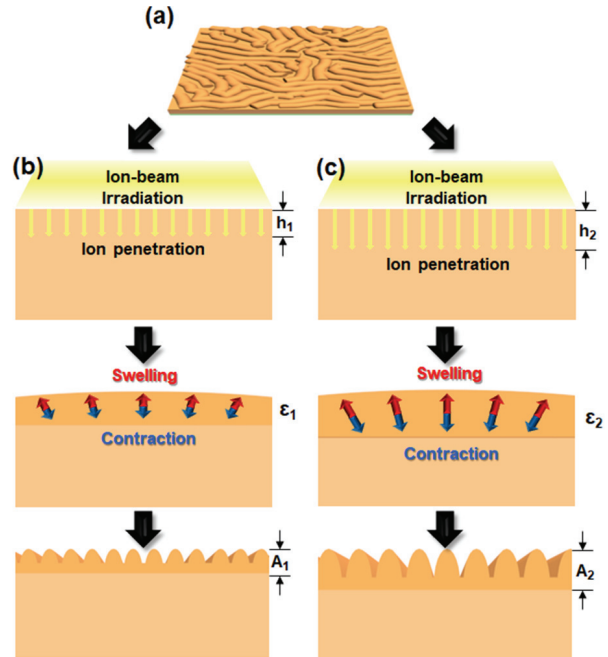 (a)
(b)
Ion-beam
Irradiation
h1
Ion penetration
Swelling
ε1
Contraction
A1
(c)
Ion-beam
Irradiation
h2
Ion penetration
Swelling
ε2
Contraction
A2